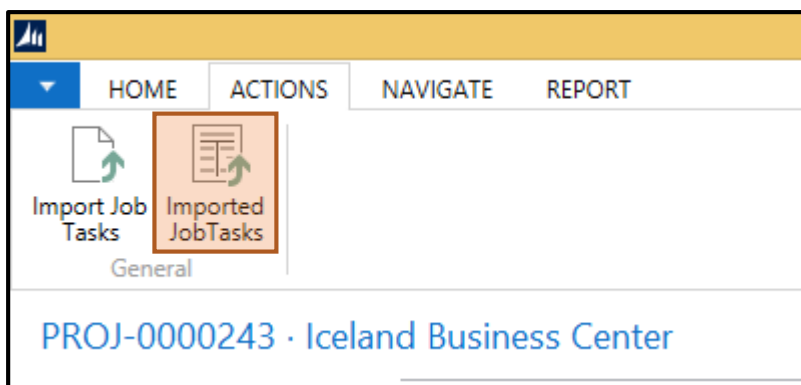 HOME ACTIONS NAVIGATE REPORT
Import Job Imported
Tasks JobTasks
General
PROJ-0000243 · Iceland Business Center